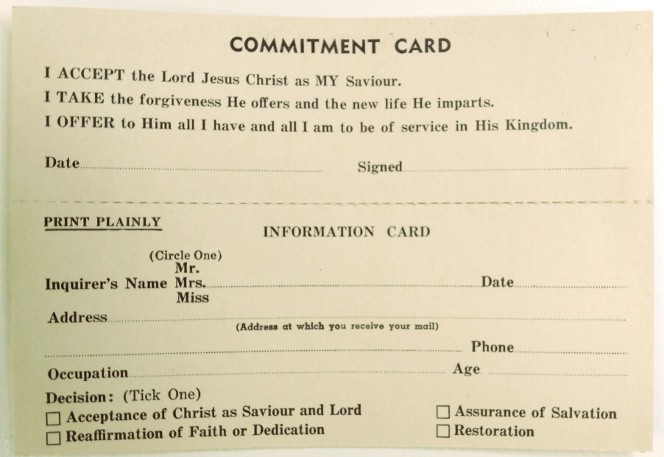 COMMITMENT CARD
I ACCEPT the Lord Jesus Christ as MY Saviour.
I TAKE the forgiveness He offers and the new life He imparts.
I OFFER to Him all I have and all I am to be of service in His Kingdom.
Date Signed
PRINT PLAINLY
INFORMATION CARD
(Circle One)
Mr.
Inquirer's Name Mrs. Date
Miss
Address
(Address at which you receive your mail)
Phone
Occupation Age
Decision: (Tick One)
Acceptance of Christ as Saviour and Lord Assurance of Salvation
Reaffirmation of Faith or Dedication Restoration